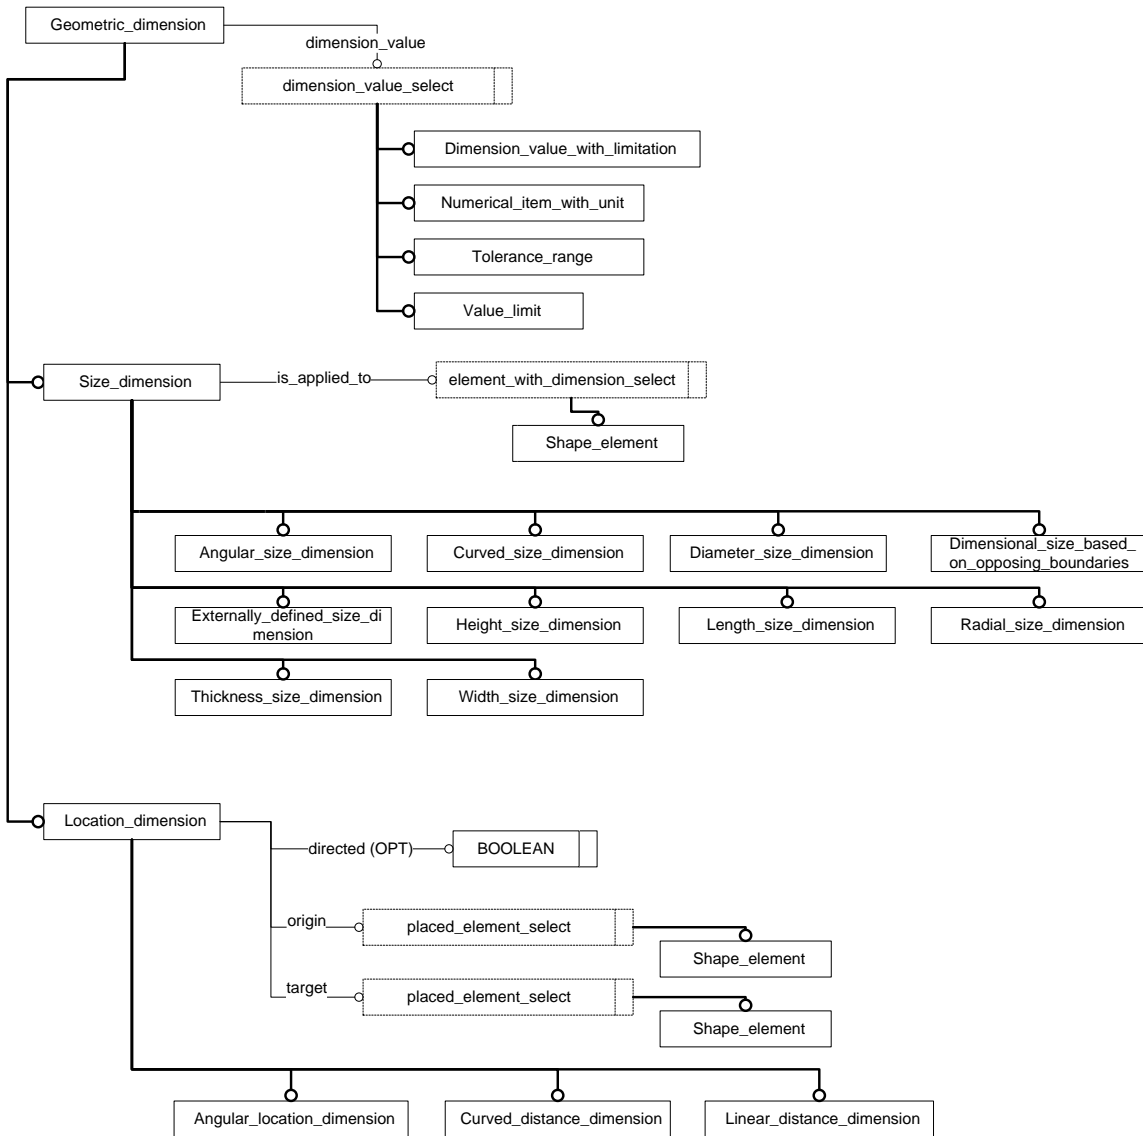 Geometric_dimension
dimension_value
dimension_value_select
Dimension_value_with_limitation
Numerical_item_with_unit
Tolerance_range
Value_limit
Size_dimension
is_applied_to
element_with_dimension_select
Shape_element
Angular_size_dimension
Curved_size_dimension
Diameter_size_dimension
Dimensional_size_based_
on_opposing_boundaries
Externally_defined_size_di
mension
Height_size_dimension
Length_size_dimension
Radial_size_dimension
Thickness_size_dimension
Width_size_dimension
Location_dimension
directed (OPT)
BOOLEAN
origin
placed_element_select
Shape_element
target
placed_element_select
Shape_element
Angular_location_dimension
Curved_distance_dimension
Linear_distance_dimension